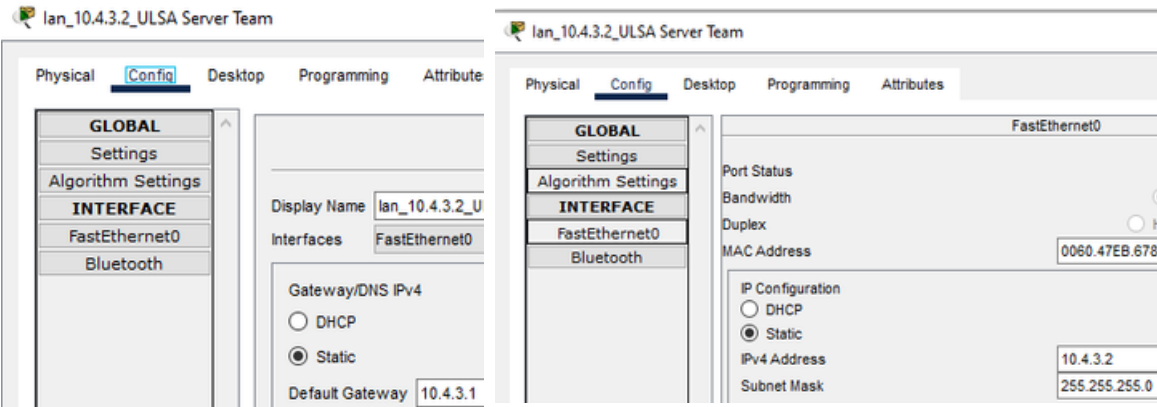 lan_10.4.3.2_ULSA Server Team
Physical Config Desktop Programming Attribute
GLOBAL
Settings
Algorithm Settings
INTERFACE
FastEthernet0
Bluetooth
Display Name lan_10.4.3.2_U
Interfaces FastEthernet0
Gateway/DNS IPv4
DHCP
Static
Default Gateway 10.4.3.1
lan_10.4.3.2_ULSA Server Team
Physical Config Desktop Programming Attributes
GLOBAL
Settings
Algorithm Settings
INTERFACE
FastEthernet0
Bluetooth
FastEthernet0
Port Status
Bandwidth
Duplex
MAC Address 0060.47EB.678
IP Configuration
DHCP
Static
IPv4 Address 10.4.3.2
Subnet Mask 255.255.255.0